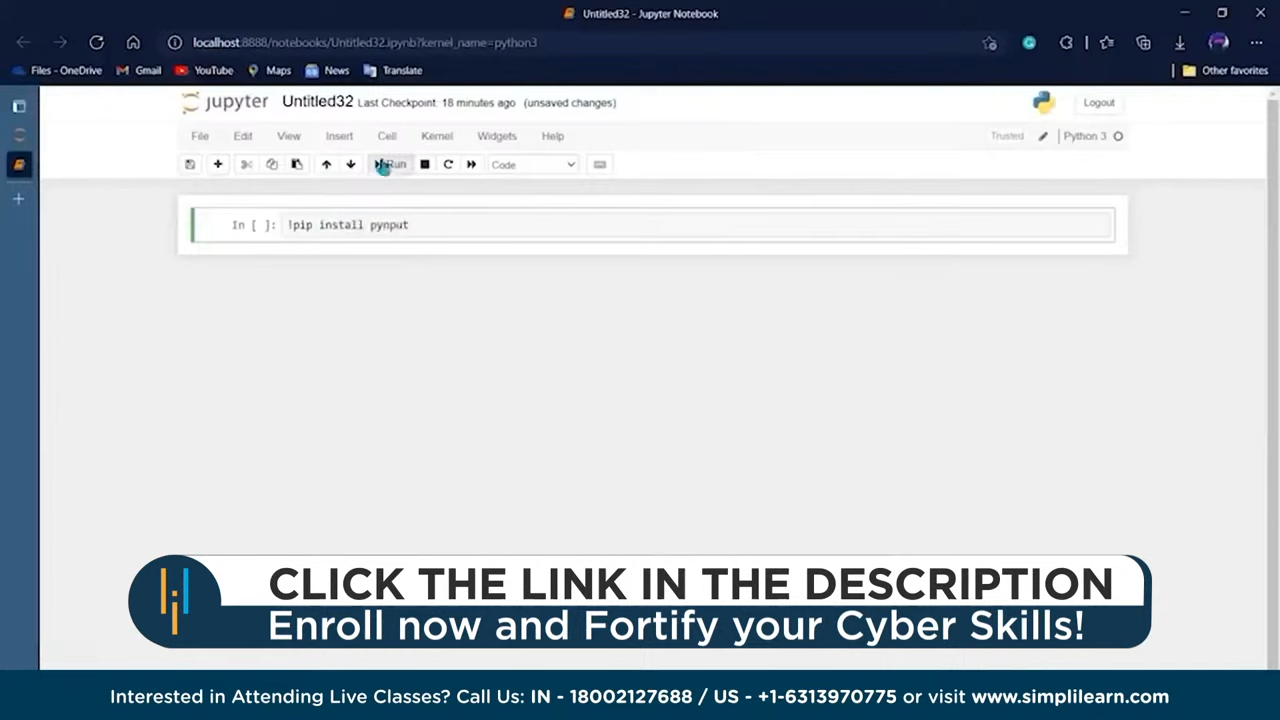 Untitled32 - Jupyter Notebook
localhost:8888/notebooks/Untitled32.ipynb?kernel_name=python3
Files - OneDrive Gmail YouTube Maps News Translate Other favorites
jupyter Untitled32 Last Checkpoint: 18 minutes ago (unsaved changes) Logout
File Edit View Insert Cell Kernel Widgets Help Trusted Python 3
Run Code
In [ ]: !pip install pynput
CLICK THE LINK IN THE DESCRIPTION
Enroll now and Fortify your Cyber Skills!
Interested in Attending Live Classes? Call Us: IN - 18002127688 / US - +1-6313970775 or visit www.simplilearn.com